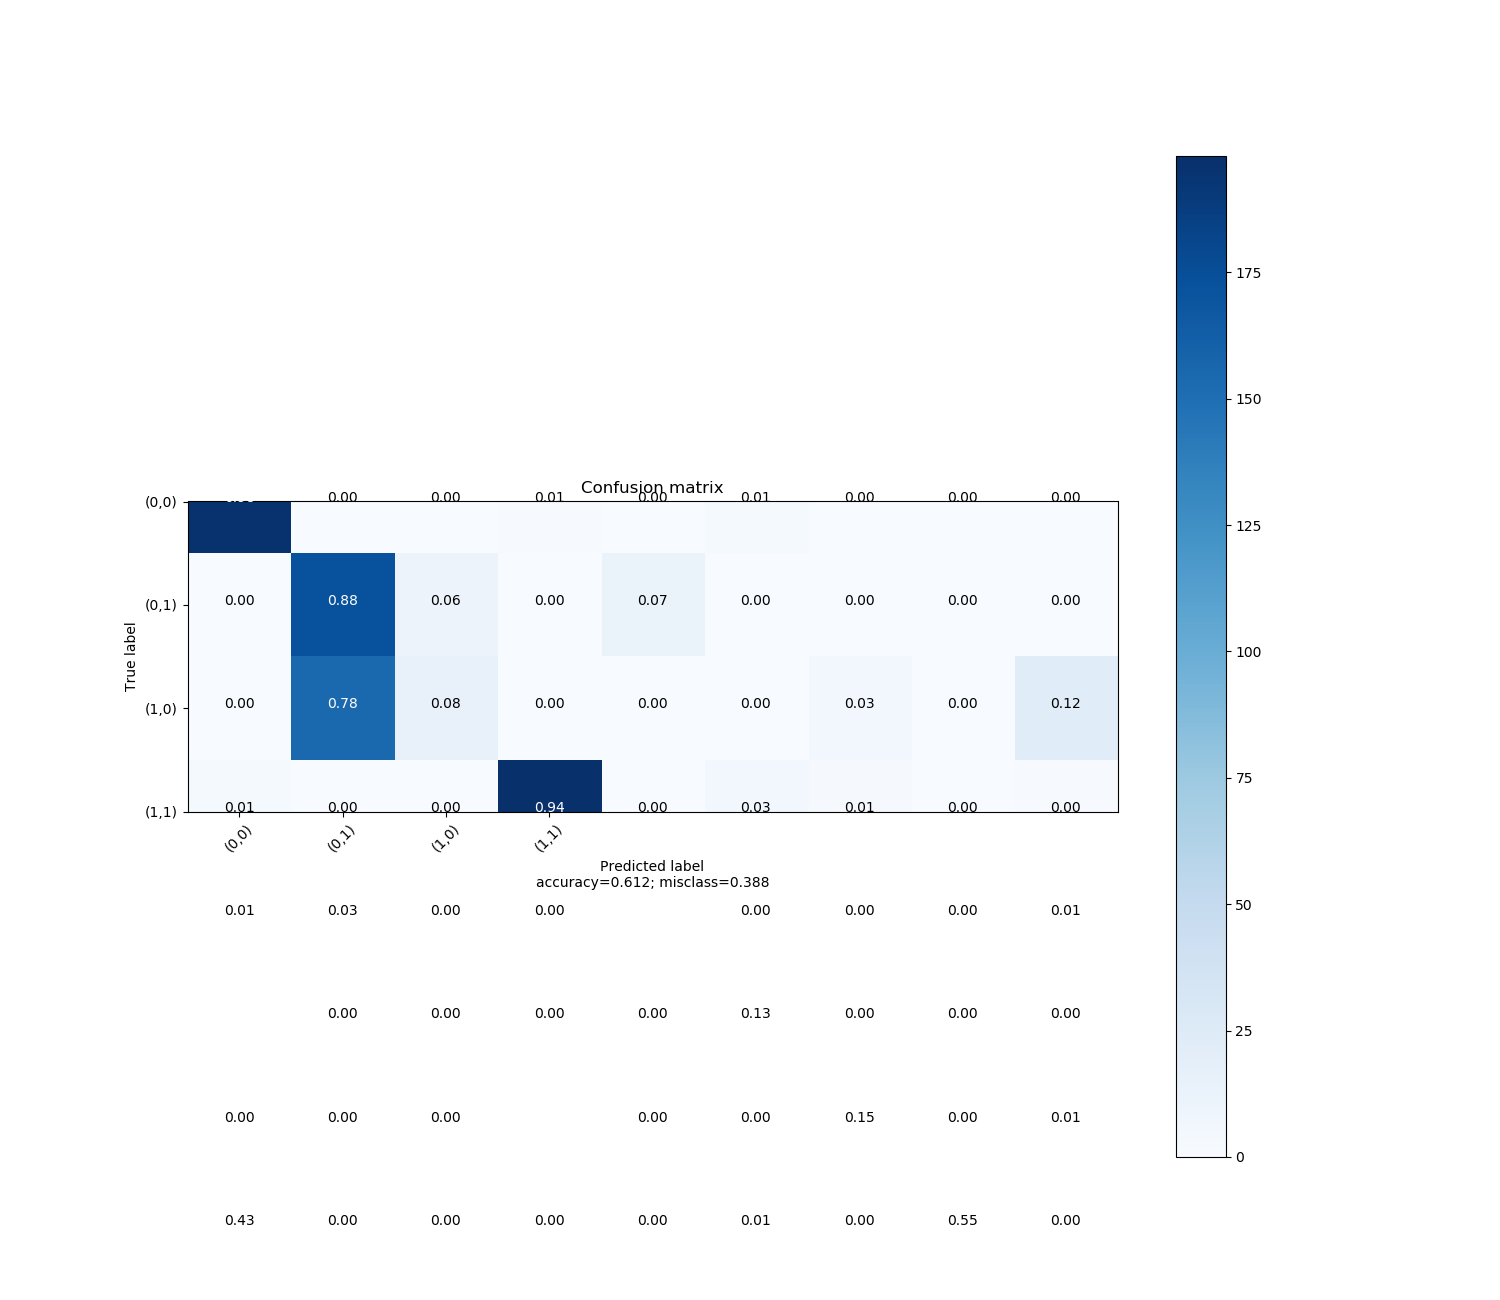 Confusion matrix
(0,0) 0.00 0.00 0.01 0.00 0.01 0.00 0.00 0.00
(0,1) 0.00 0.88 0.06 0.00 0.07 0.00 0.00 0.00 0.00
(1,0) 0.00 0.78 0.08 0.00 0.00 0.00 0.03 0.00 0.12
(1,1) 0.01 0.00 0.00 0.94 0.00 0.03 0.01 0.00 0.00
True label
(0,0) (0,1) (1,0) (1,1)
Predicted label
accuracy=0.612; misclass=0.388
0.01 0.03 0.00 0.00 0.00 0.00 0.00 0.01
0.00 0.00 0.00 0.00 0.13 0.00 0.00 0.00
0.00 0.00 0.00 0.00 0.00 0.15 0.00 0.01
0.43 0.00 0.00 0.00 0.00 0.01 0.00 0.55 0.00
175
150
125
100
75
50
25
0